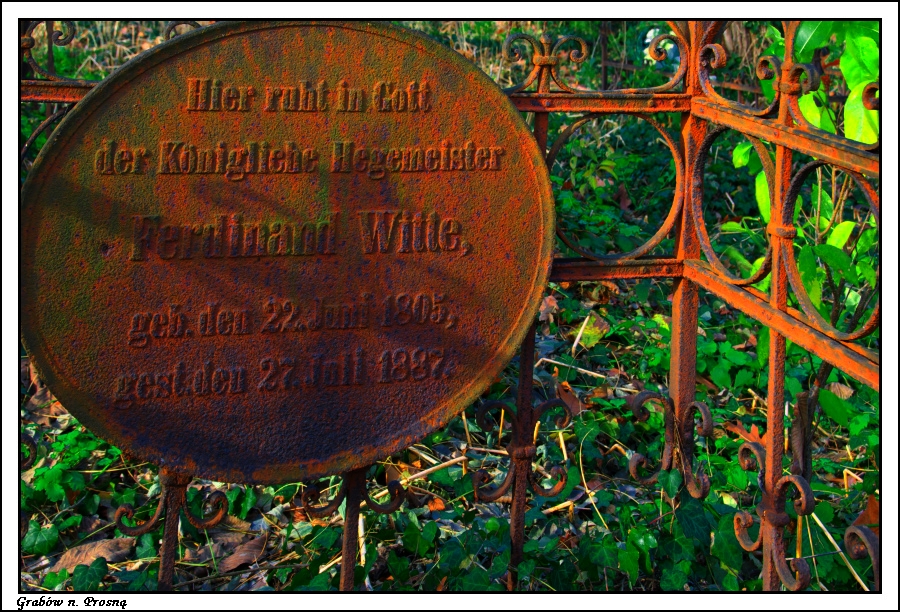 Hier ruht in Gott
der Königliche Hegemeister
Ferdinand Witte,
geb. den 22. Juni 1805,
gest. den 27. Juli 1887.
Grabów n. Prosną